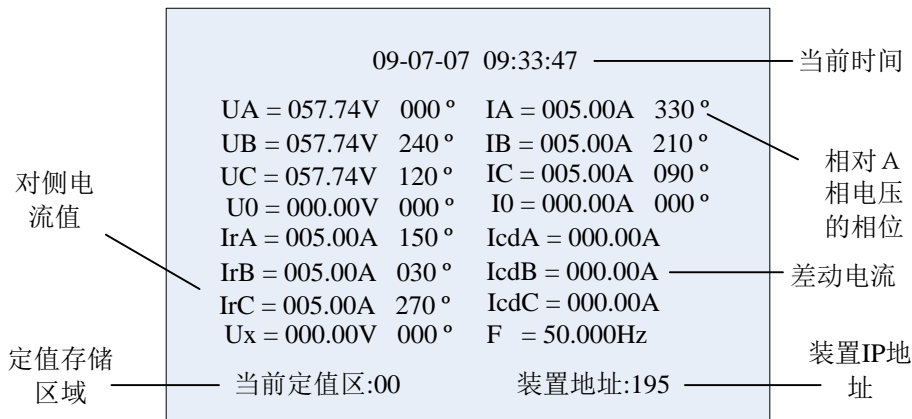 09-07-07 09:33:47
当前时间
UA = 057.74V 000 º IA = 005.00A 330 º
UB = 057.74V 240 º IB = 005.00A 210 º
UC = 057.74V 120 º IC = 005.00A 090 º
U0 = 000.00V 000 º I0 = 000.00A 000 º
IrA = 005.00A 150 º IcdA = 000.00A
IrB = 005.00A 030 º IcdB = 000.00A
IrC = 005.00A 270 º IcdC = 000.00A
Ux = 000.00V 000 º F = 50.000Hz
当前定值区:00 装置地址:195
对侧电
流值
定值存储
区域
相对A
相电压
的相位
差动电流
装置IP地
址